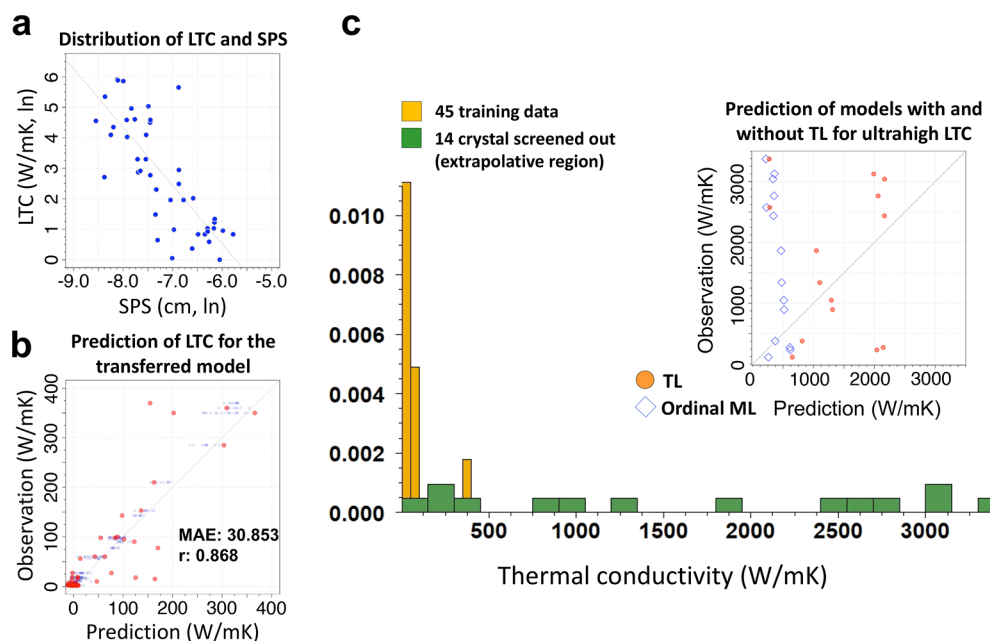 a
Distribution of LTC and SPS
LTC (W/mK, ln)
6
5
4
3
2
1
0
-9.0 -8.0 -7.0 -6.0 -5.0
SPS (cm, ln)
b
Prediction of LTC for the
transferred model
Observation (W/mK)
400
300
200
100
0
MAE: 30.853
r: 0.868
0 100 200 300 400
Prediction (W/mK)
c
45 training data
14 crystal screened out
(extrapolative region)
0.010
0.008
0.006
0.004
0.002
0.000
500 1000 1500 2000 2500 3000
Thermal conductivity (W/mK)
Prediction of models with and
without TL for ultrahigh LTC
Observation (W/mK)
3000
2000
1000
0
0 1000 2000 3000
Prediction (W/mK)
TL
Ordinal ML